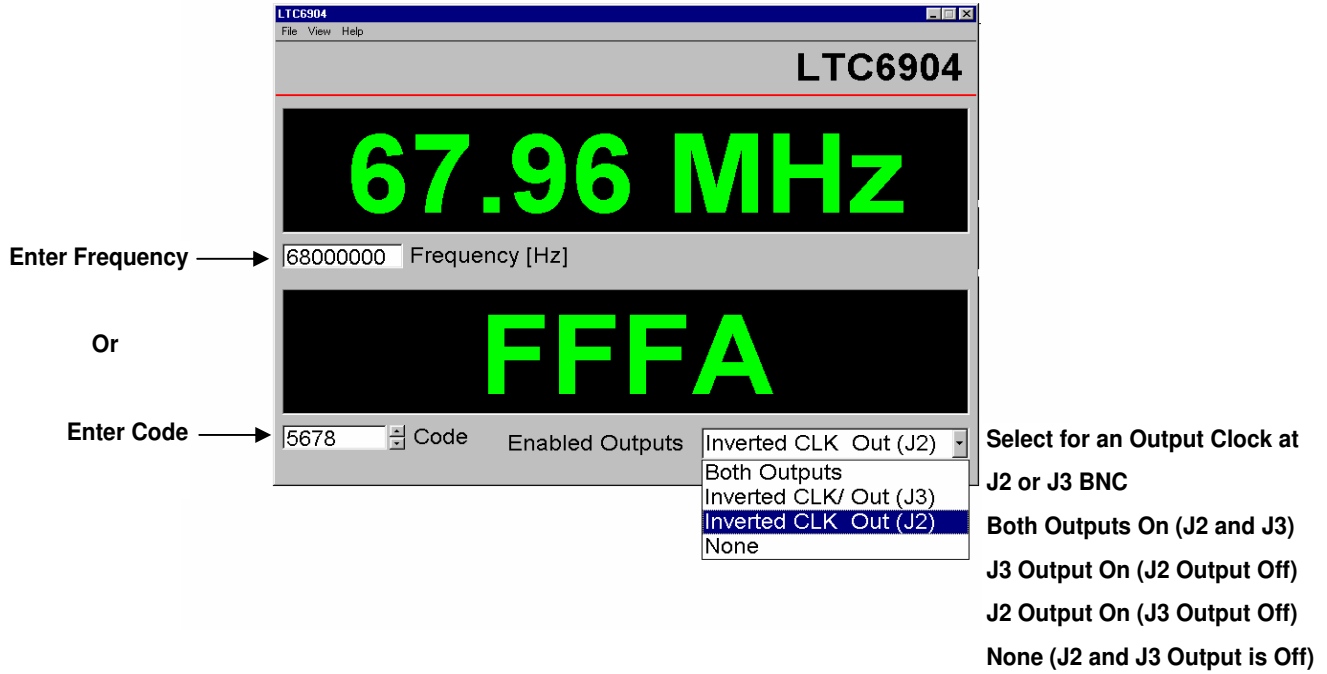 LTC6904
File View Help
LTC6904
67.96 MHz
Enter Frequency
68000000 Frequency [Hz]
Or
FFFA
Enter Code
5678 Code
Enabled Outputs
Inverted CLK Out (J2)
Both Outputs
Inverted CLK/ Out (J3)
Inverted CLK Out (J2)
None
Select for an Output Clock at
J2 or J3 BNC
Both Outputs On (J2 and J3)
J3 Output On (J2 Output Off)
J2 Output On (J3 Output Off)
None (J2 and J3 Output is Off)